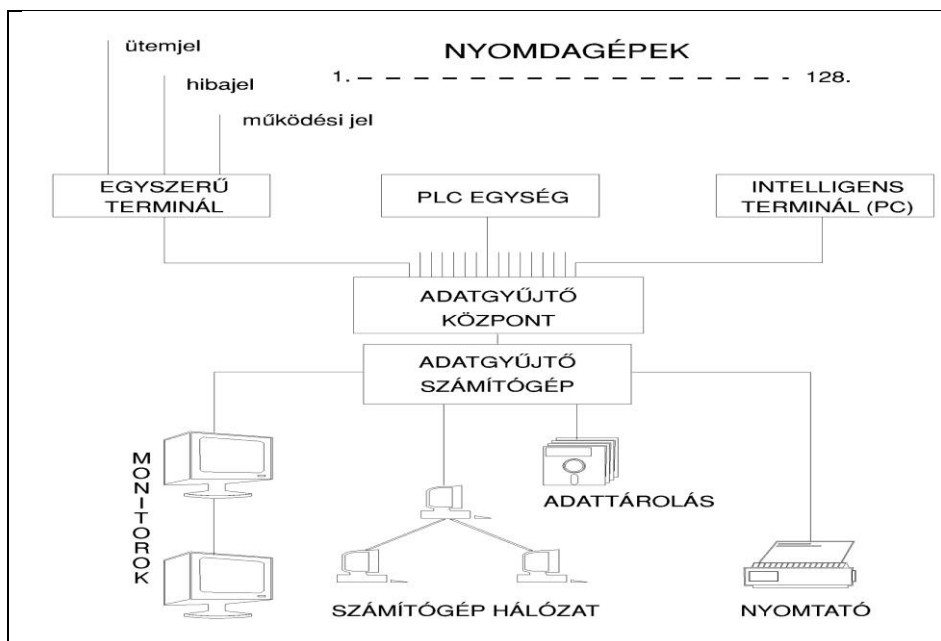 ütemjel
NYOMDAGÉPEK
hibajel
1. 128.
működési jel
EGYSZERŰ
TERMINÁL
PLC EGYSÉG
INTELLIGENS
TERMINÁL (PC)
ADATGYŰJTŐ
KÖZPONT
ADATGYŰJTŐ
SZÁMÍTÓGÉP
MONITOROK
ADATTÁROLÁS
SZÁMÍTÓGÉP HÁLÓZAT
NYOMTATÓ